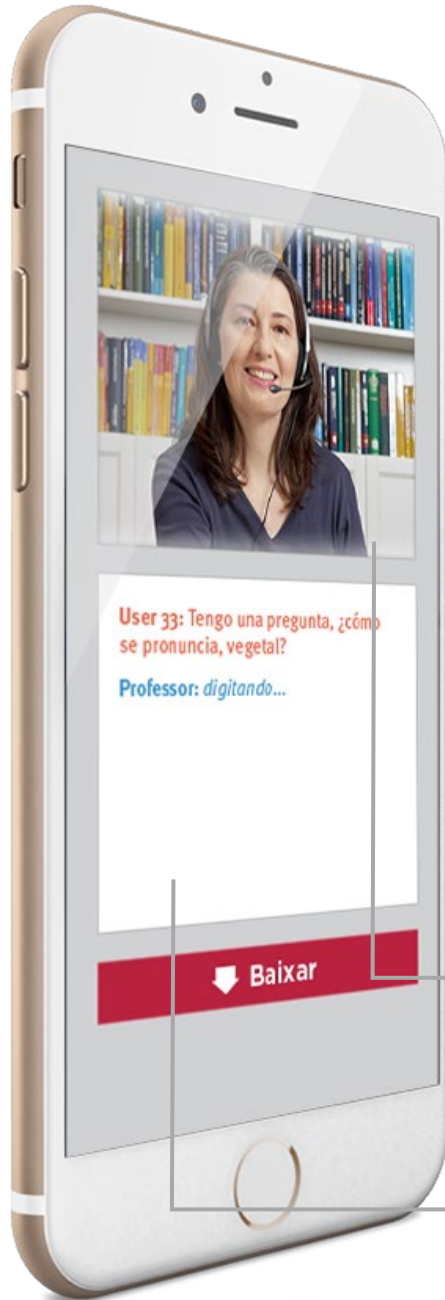 User 33: Tengo una pregunta, ¿cómo
se pronuncia, vegetal?
Professor: digitando...
Baixar